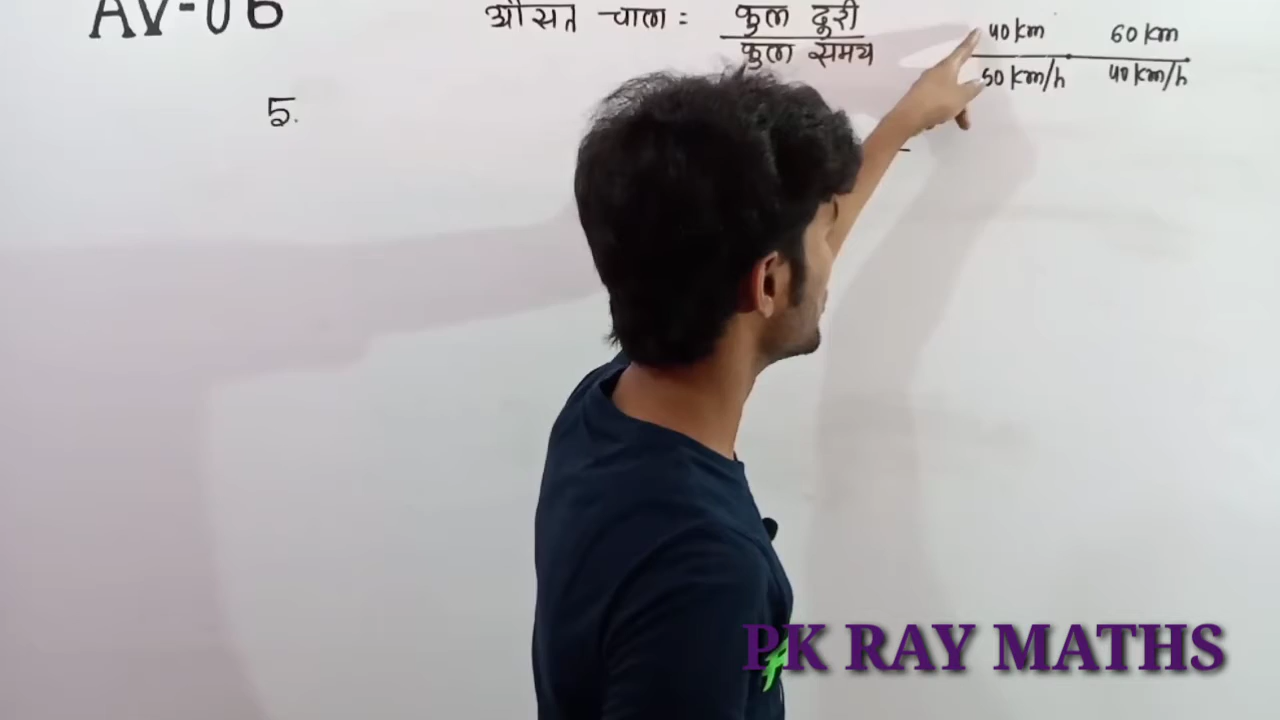 AV-06
औसत चाल = कुल दूरी
कुल समय
40 km 60 km
50 km/h 40 km/h
5.
PK RAY MATHS